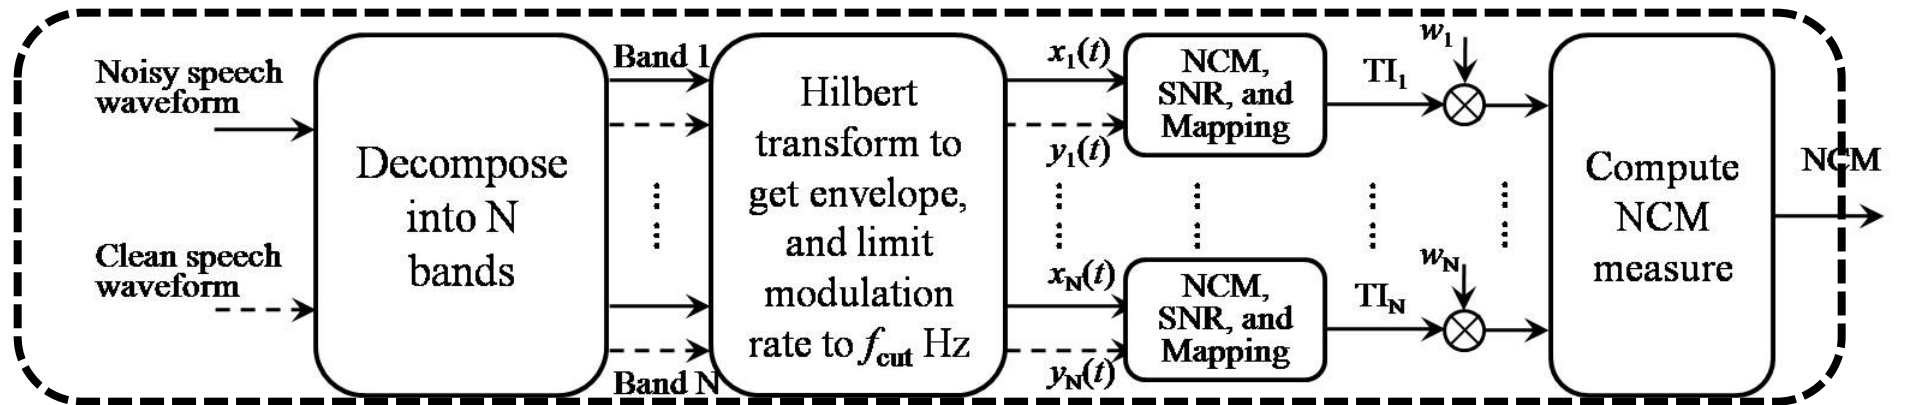 Noisy speech
waveform
Clean speech
waveform
Decompose
into N
bands
Band 1
Band N
Hilbert
transform to
get envelope,
and limit
modulation
rate to fcut Hz
x1(t)
y1(t)
xN(t)
yN(t)
NCM,
SNR, and
Mapping
NCM,
SNR, and
Mapping
TI1
w1
TIN
wN
Compute
NCM
measure
NCM